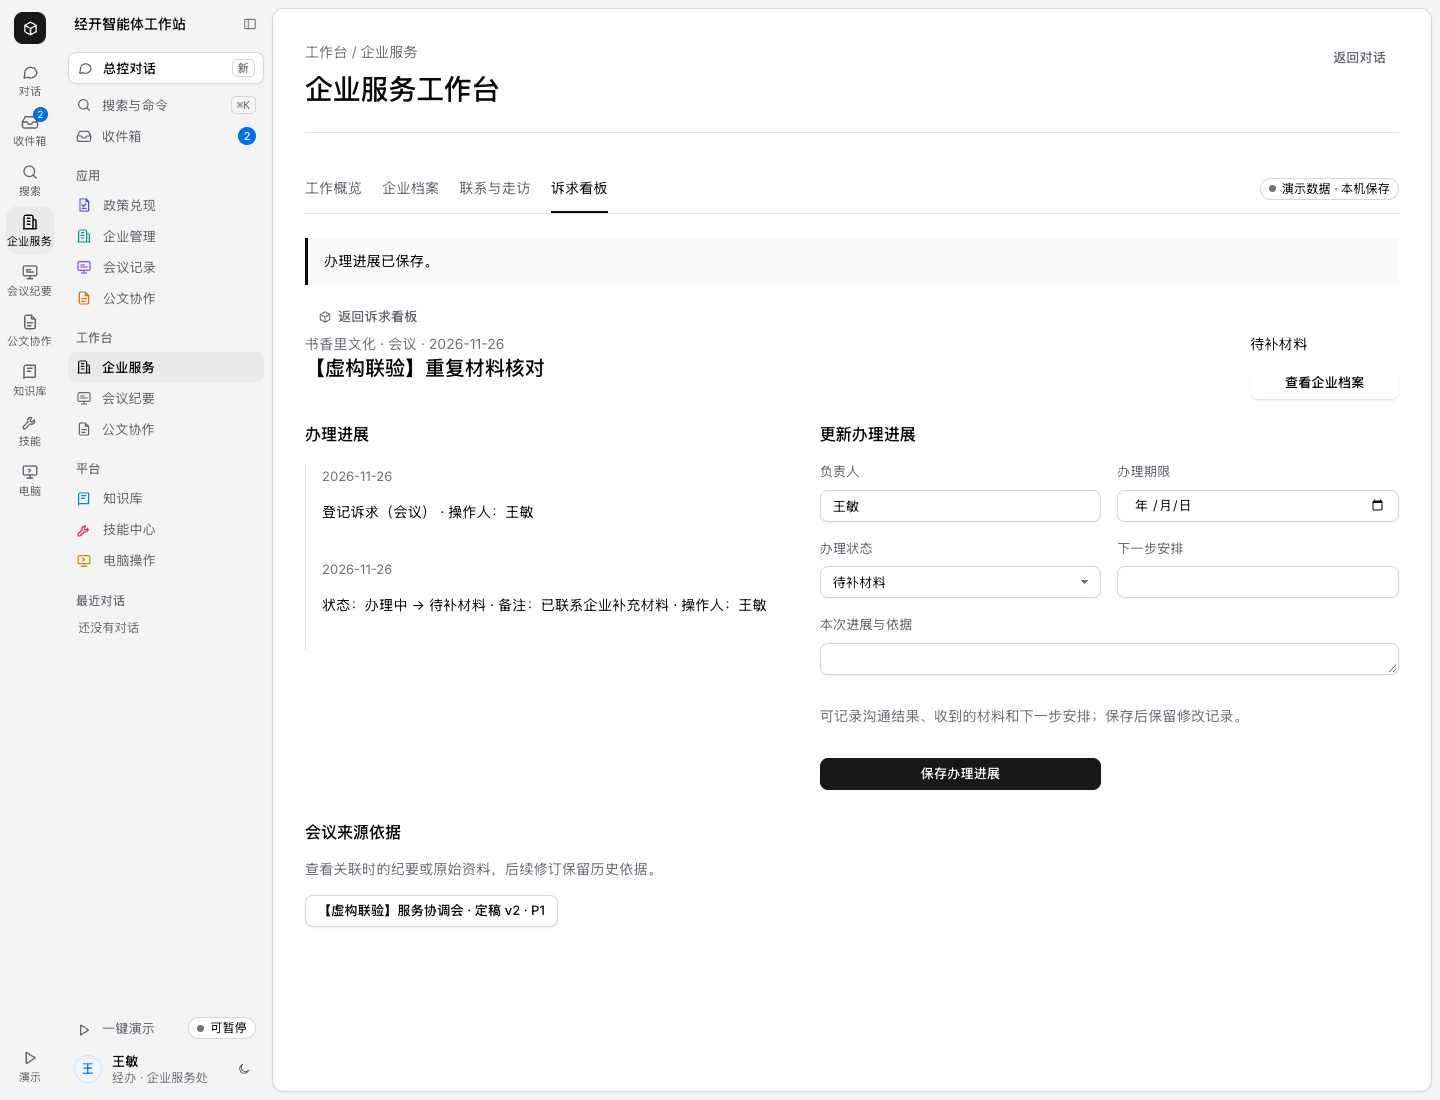 对话
2
收件箱
搜索
企业服务
会议纪要
公文协作
知识库
技能
电脑
演示
经开智能体工作站
总控对话 新
搜索与命令 ⌘K
收件箱 2
应用
政策兑现
企业管理
会议记录
公文协作
工作台
企业服务
会议纪要
公文协作
平台
知识库
技能中心
电脑操作
最近对话
还没有对话
一键演示 可暂停
王 王敏
经办 · 企业服务处
工作台 / 企业服务
返回对话
企业服务工作台
工作概览 企业档案 联系与走访 诉求看板
演示数据 · 本机保存
办理进展已保存。
返回诉求看板
书香里文化 · 会议 · 2026-11-26
【虚构联验】重复材料核对
待补材料
查看企业档案
办理进展
2026-11-26
登记诉求（会议） · 操作人：王敏
2026-11-26
状态：办理中 → 待补材料 · 备注：已联系企业补充材料 · 操作人：王敏
更新办理进展
负责人 办理期限
王敏 年 /月/日
办理状态 下一步安排
待补材料
本次进展与依据
可记录沟通结果、收到的材料和下一步安排；保存后保留修改记录。
保存办理进展
会议来源依据
查看关联时的纪要或原始资料，后续修订保留历史依据。
【虚构联验】服务协调会 · 定稿 v2 · P1